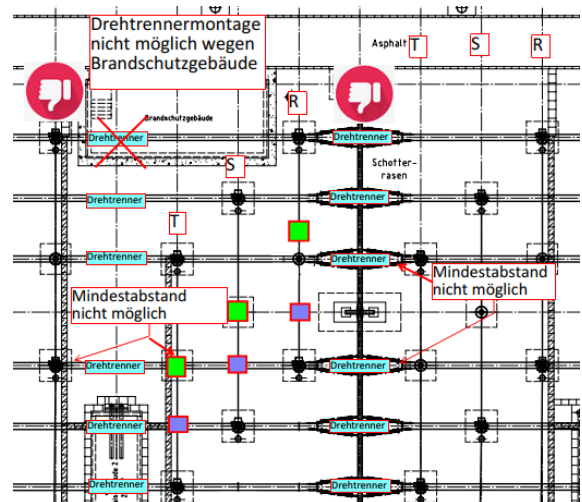 Drehtrennermontage
nicht möglich wegen
Brandschutzgebäude
Asphalt
T
S
R
R
Brandschutzgebäude
Drehtrenner
Drehtrenner
Schotter-
rasen
S
Drehtrenner
Drehtrenner
T
Drehtrenner
Drehtrenner
Mindestabstand
nicht möglich
Mindestabstand
nicht möglich
Drehtrenner
Drehtrenner
Drehtrenner
Drehtrenner
Drehtrenner
Drehtrenner